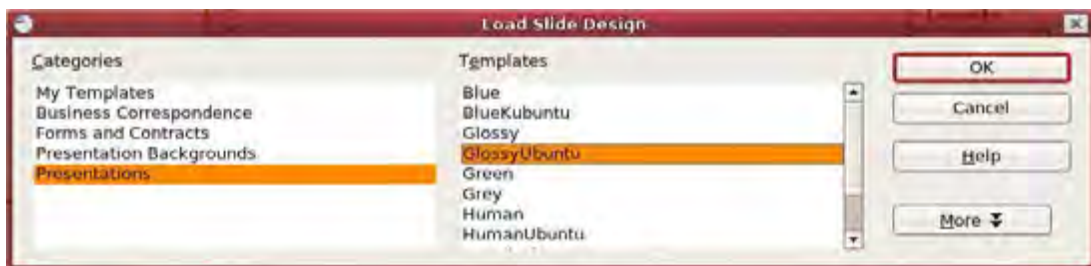 Load Slide Design
Categories
My Templates
Business Correspondence
Forms and Contracts
Presentation Backgrounds
Presentations
Templates
Blue
BlueKubuntu
Glossy
GlossyUbuntu
Green
Grey
Human
HumanUbuntu
OK
Cancel
Help
More